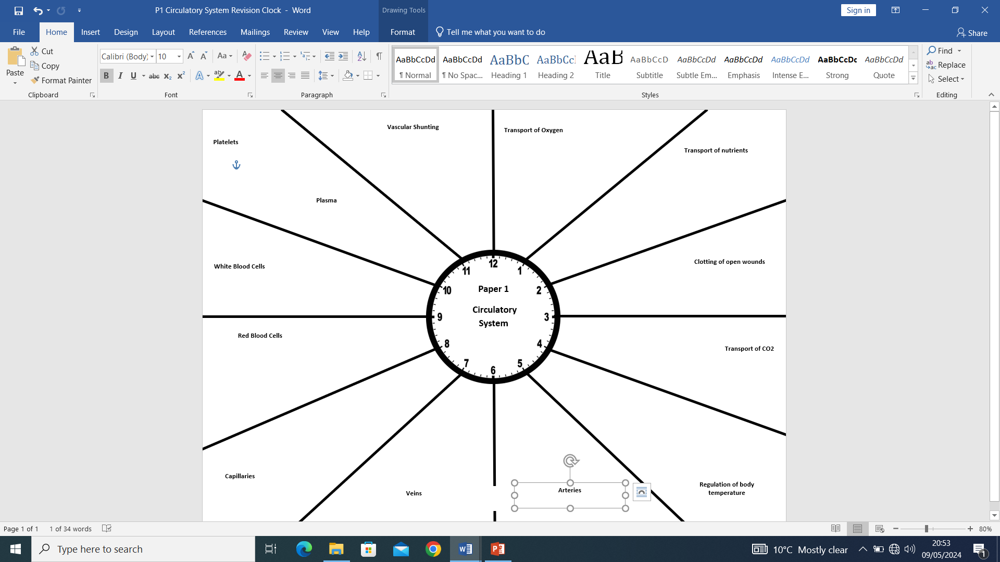 P1 Circulatory System Revision Clock - Word
Drawing Tools
Sign in
File Home Insert Design Layout References Mailings Review View Help Format Tell me what you want to do Share
Paste
Cut
Copy
Format Painter
Clipboard
Calibri (Body) 10
Aa
B I U abc x₂ x² A A
Font
Paragraph
AaBbCcDd
¶ Normal
AaBbCcDd
¶ No Spac...
AaBbC
Heading 1
AaBbCc
Heading 2
AaB
Title
AaBbCcD
Subtitle
AaBbCcDd
Subtle Em...
AaBbCcDd
Emphasis
AaBbCcDd
Intense E...
AaBbCcDc
Strong
AaBbCcDd
Quote
Styles
Find
Replace
Select
Editing
Vascular Shunting
Transport of Oxygen
Platelets
Transport of nutrients
Plasma
Clotting of open wounds
White Blood Cells
12
11 1
10 2
9 3
8 4
7 5
6
Paper 1
Circulatory
System
Red Blood Cells
Transport of CO2
Capillaries
Veins
Arteries
Regulation of body
temperature
Page 1 of 1 1 of 34 words 80%
Type here to search
10°C Mostly clear
20:53
09/05/2024
1